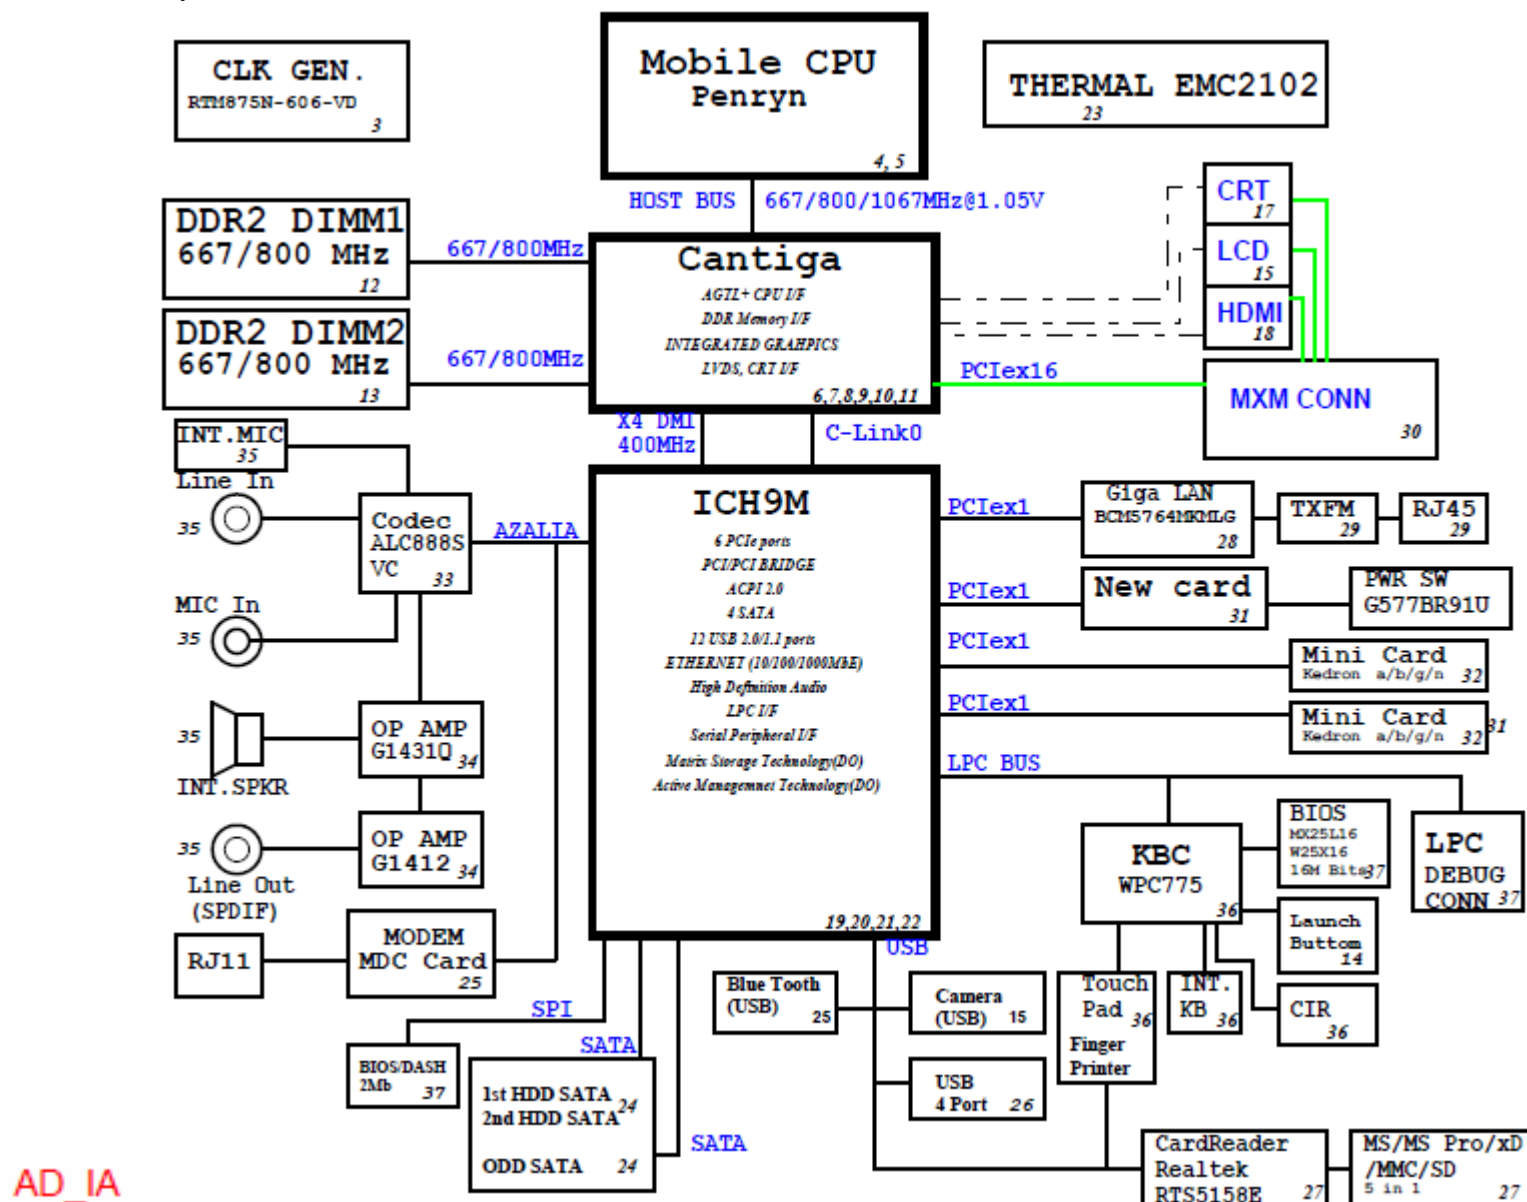 CLK GEN.
RTM875N-606-VD
3
Mobile CPU
Penryn
4, 5
THERMAL EMC2102
23
HOST BUS
667/800/1067MHz@1.05V
CRT
17
LCD
15
HDMI
18
DDR2 DIMM1
667/800 MHz
12
667/800MHz
DDR2 DIMM2
667/800 MHz
13
667/800MHz
Cantiga
AGTL+ CPU I/F
DDR Memory I/F
INTEGRATED GRAHPICS
LVDS, CRT I/F
6,7,8,9,10,11
PCIex16
MXM CONN
30
X4 DMI
400MHz
C-Link0
INT.MIC
35
Line In
35
Codec
ALC888S
VC
33
AZALIA
MIC In
35
35
INT.SPKR
OP AMP
G1431Q
34
35
Line Out
(SPDIF)
OP AMP
G1412
34
RJ11
MODEM
MDC Card
25
ICH9M
6 PCIe ports
PCI/PCI BRIDGE
ACPI 2.0
4 SATA
12 USB 2.0/1.1 ports
ETHERNET (10/100/1000MbE)
High Definition Audio
LPC I/F
Serial Peripheral I/F
Matrix Storage Technology(DO)
Active Managemnet Technology(DO)
19,20,21,22
PCIex1
Giga LAN
BCM5764MKMLG
28
TXFM
29
RJ45
29
PCIex1
New card
31
PWR SW
G577BR91U
PCIex1
Mini Card
Kedron a/b/g/n
32
PCIex1
Mini Card
Kedron a/b/g/n
32
31
LPC BUS
KBC
WPC775
36
BIOS
MX25L16
W25X16
16M Bits
37
LPC
DEBUG
CONN
37
Launch
Buttom
14
Touch
Pad
36
Finger
Printer
INT.
KB
36
CIR
36
USB
Blue Tooth
(USB)
25
Camera
(USB)
15
USB
4 Port
26
SPI
BIOS/DASH
2Mb
37
SATA
1st HDD SATA
2nd HDD SATA
24
ODD SATA
24
SATA
CardReader
Realtek
RTS5158E
27
MS/MS Pro/xD
/MMC/SD
5 in 1
27
AD_IA